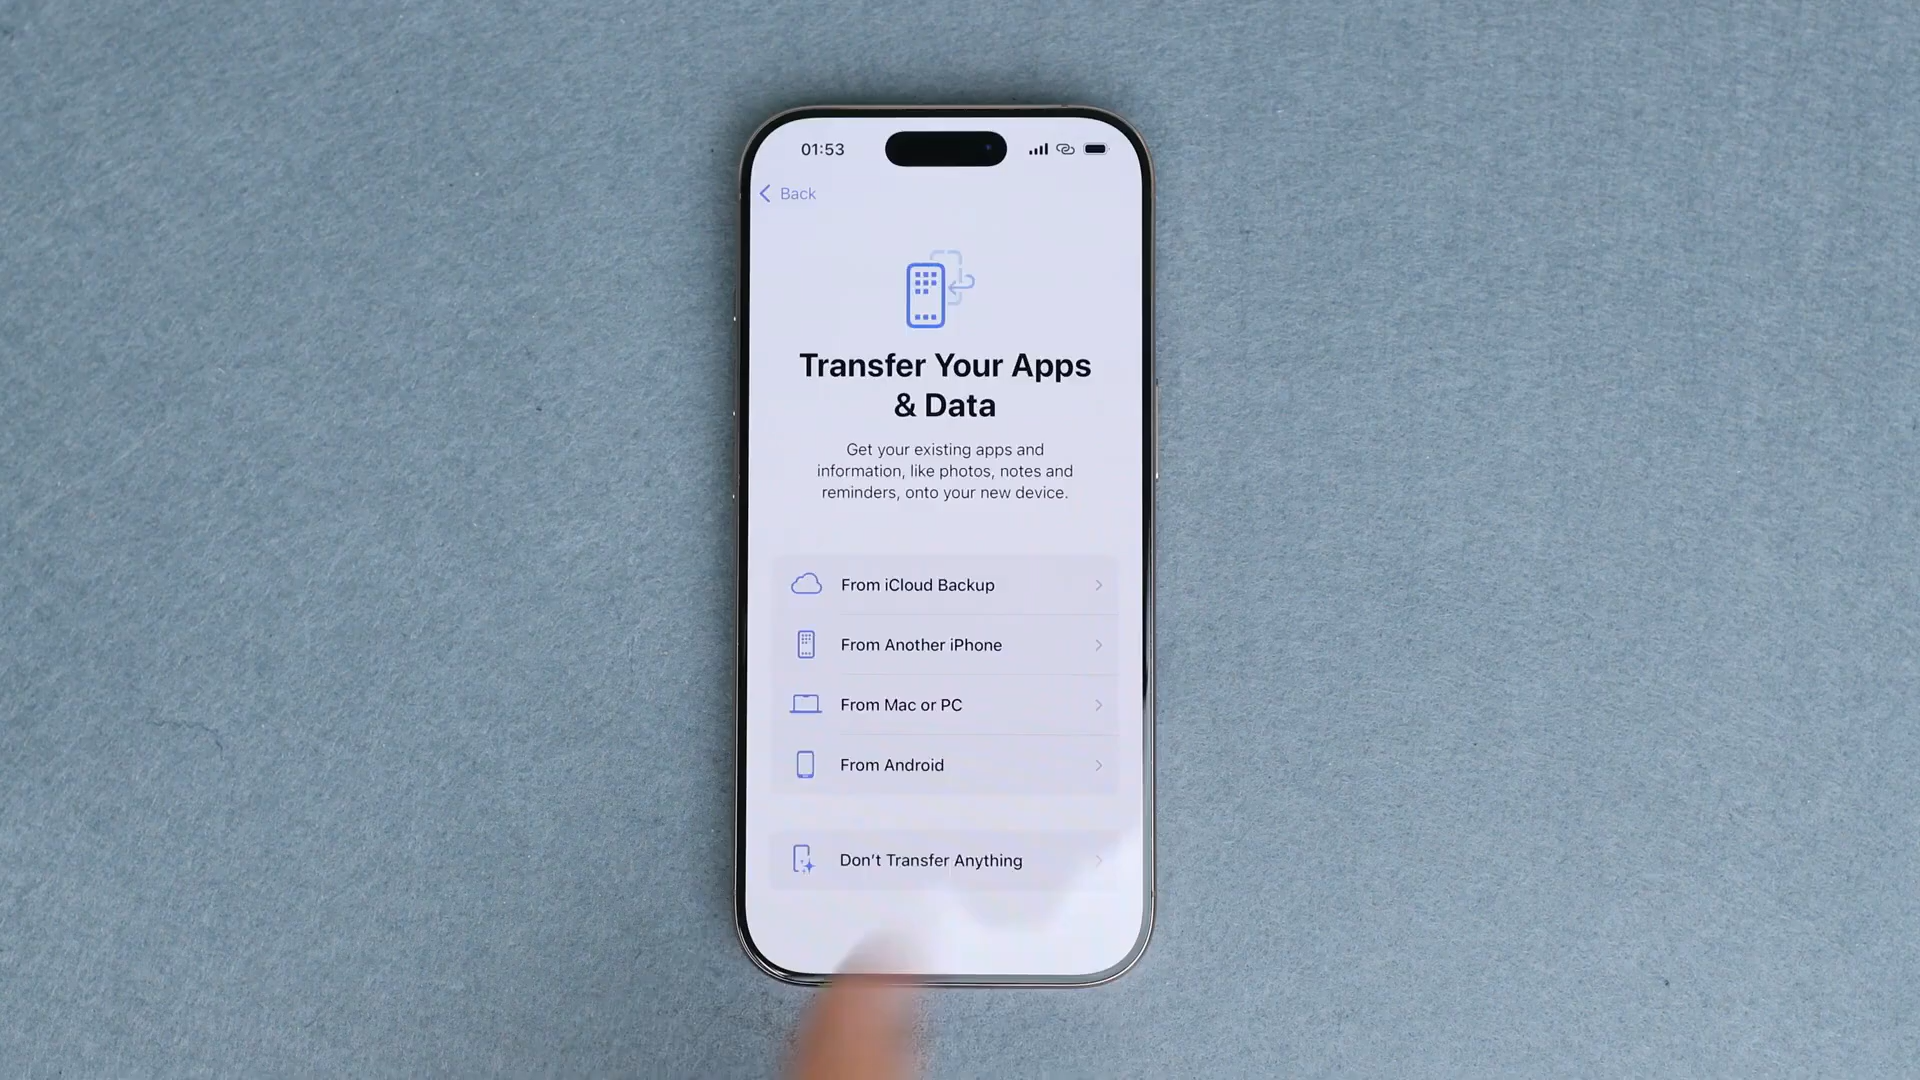 01:53
Back
Transfer Your Apps
& Data
Get your existing apps and
information, like photos, notes and
reminders, onto your new device.
From iCloud Backup
From Another iPhone
From Mac or PC
From Android
Don't Transfer Anything